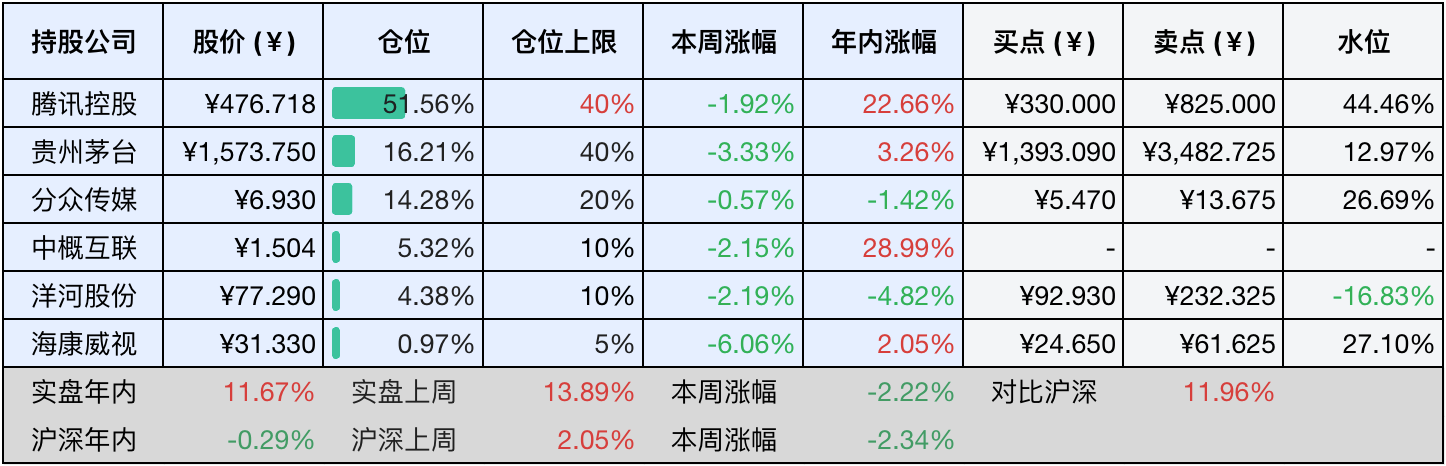 持股公司 股价 (¥) 仓位 仓位上限 本周涨幅 年内涨幅 买点 (¥) 卖点 (¥) 水位
腾讯控股 ¥476.718 51.56% 40% -1.92% 22.66% ¥330.000 ¥825.000 44.46%
贵州茅台 ¥1,573.750 16.21% 40% -3.33% 3.26% ¥1,393.090 ¥3,482.725 12.97%
分众传媒 ¥6.930 14.28% 20% -0.57% -1.42% ¥5.470 ¥13.675 26.69%
中概互联 ¥1.504 5.32% 10% -2.15% 28.99% - - -
洋河股份 ¥77.290 4.38% 10% -2.19% -4.82% ¥92.930 ¥232.325 -16.83%
海康威视 ¥31.330 0.97% 5% -6.06% 2.05% ¥24.650 ¥61.625 27.10%
实盘年内 11.67% 实盘上周 13.89% 本周涨幅 -2.22% 对比沪深 11.96%
沪深年内 -0.29% 沪深上周 2.05% 本周涨幅 -2.34%